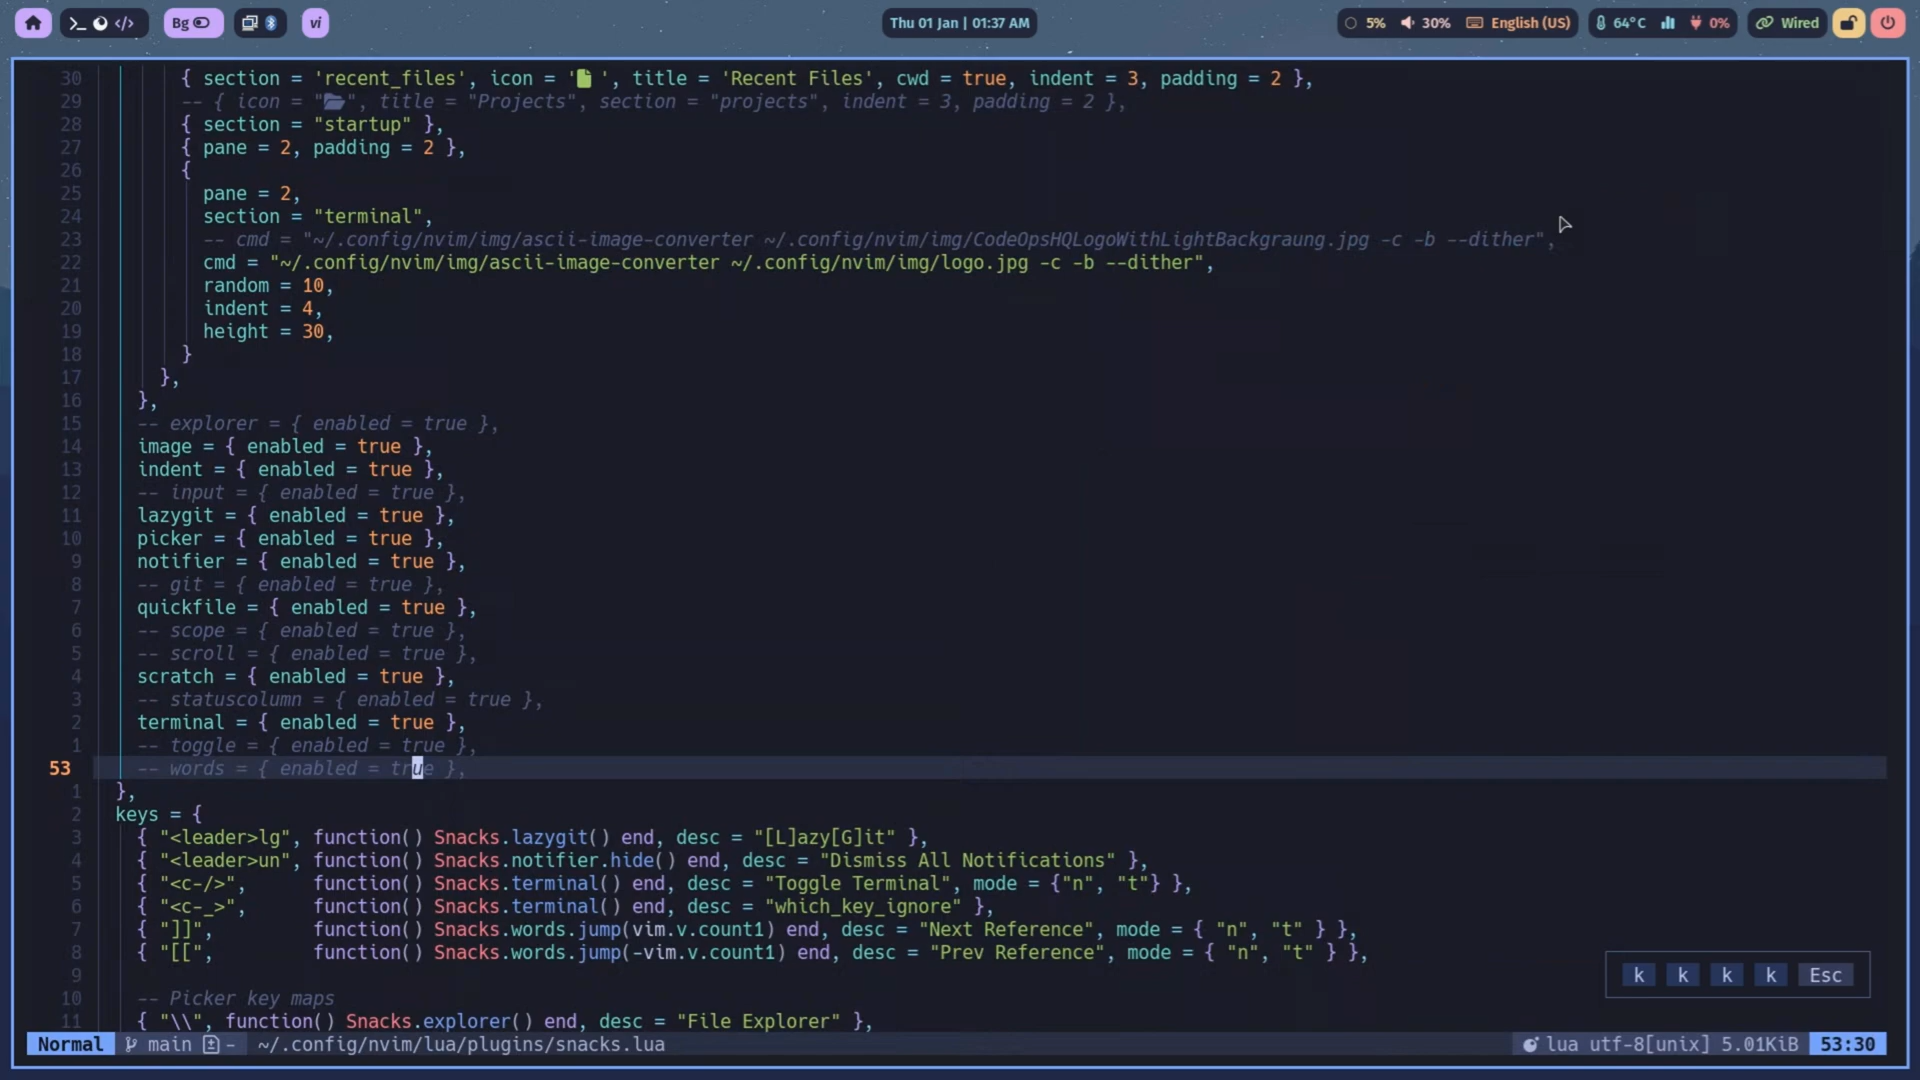 >_ </> Bg vi Thu 01 Jan | 01:37 AM 5% 30% English (US) 64°C 0% Wired
30 { section = 'recent_files', icon = ' ', title = 'Recent Files', cwd = true, indent = 3, padding = 2 },
29 -- { icon = " ", title = "Projects", section = "projects", indent = 3, padding = 2 },
28 { section = "startup" },
27 { pane = 2, padding = 2 },
26 {
25 pane = 2,
24 section = "terminal",
23 -- cmd = "~/.config/nvim/img/ascii-image-converter ~/.config/nvim/img/CodeOpsHQLogoWithLightBackgraung.jpg -c -b --dither",
22 cmd = "~/.config/nvim/img/ascii-image-converter ~/.config/nvim/img/logo.jpg -c -b --dither",
21 random = 10,
20 indent = 4,
19 height = 30,
18 }
17 },
16 },
15 -- explorer = { enabled = true },
14 image = { enabled = true },
13 indent = { enabled = true },
12 -- input = { enabled = true },
11 lazygit = { enabled = true },
10 picker = { enabled = true },
9 notifier = { enabled = true },
8 -- git = { enabled = true },
7 quickfile = { enabled = true },
6 -- scope = { enabled = true },
5 -- scroll = { enabled = true },
4 scratch = { enabled = true },
3 -- statuscolumn = { enabled = true },
2 terminal = { enabled = true },
1 -- toggle = { enabled = true },
53 -- words = { enabled = true },
1 },
2 keys = {
3 { "<leader>lg", function() Snacks.lazygit() end, desc = "[L]azy[G]it" },
4 { "<leader>un", function() Snacks.notifier.hide() end, desc = "Dismiss All Notifications" },
5 { "<c-/>", function() Snacks.terminal() end, desc = "Toggle Terminal", mode = {"n", "t"} },
6 { "<c-_>", function() Snacks.terminal() end, desc = "which_key_ignore" },
7 { "]]", function() Snacks.words.jump(vim.v.count1) end, desc = "Next Reference", mode = { "n", "t" } },
8 { "[[", function() Snacks.words.jump(-vim.v.count1) end, desc = "Prev Reference", mode = { "n", "t" } },
9
k k k k Esc
10 -- Picker key maps
11 { "\\", function() Snacks.explorer() end, desc = "File Explorer" },
Normal main - ~/.config/nvim/lua/plugins/snacks.lua lua utf-8[unix] 5.01KiB 53:30